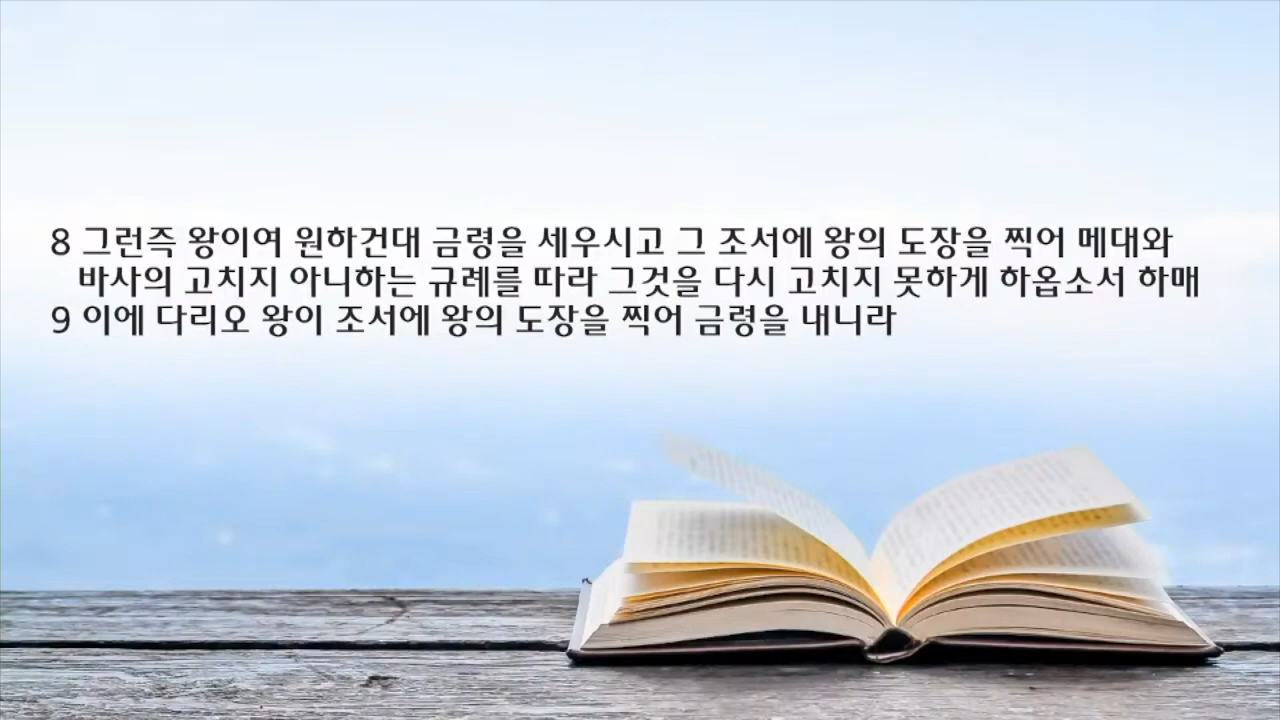 8 그런즉 왕이여 원하건대 금령을 세우시고 그 조서에 왕의 도장을 찍어 메대와
바사의 고치지 아니하는 규례를 따라 그것을 다시 고치지 못하게 하옵소서 하매
9 이에 다리오 왕이 조서에 왕의 도장을 찍어 금령을 내니라